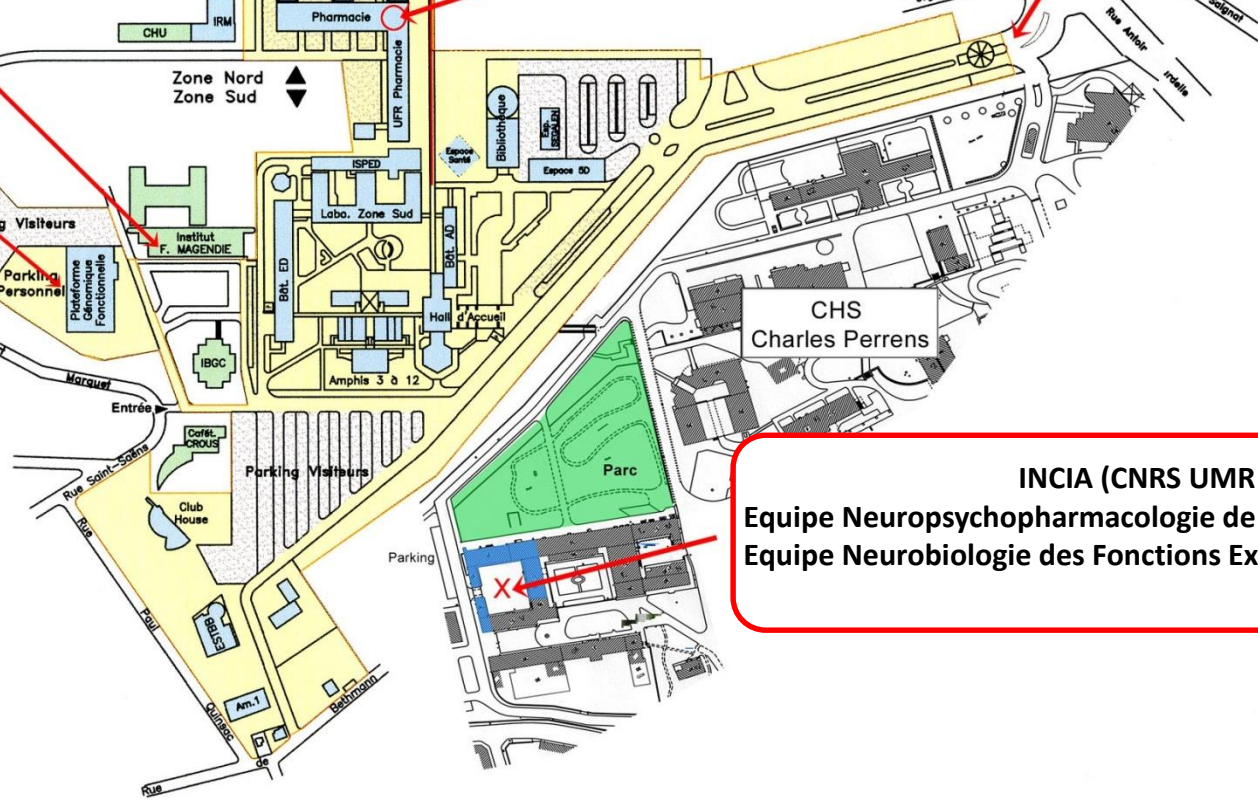 Pharmacie
IRM
CHU
Zone Nord
Zone Sud
UFR Pharmacie
Bibliothèque
Esp.
SEGALEN
Espace
Santé
Espace 5D
ISPED
Labo. Zone Sud
Rue Antoir
Visiteurs
Institut
F. MAGENDIE
Parking
Personnel
Plateforme
Génomique
Fonctionnelle
Bât. ED
Bât. AD
Hall d'Accueil
IBGC
Amphis 3 à 12
CHS
Charles Perrens
Marquet
Entrée
Cafét.
CROUS
Rue Saint-Saëns
Parking Visiteurs
Parc
Club
House
Parking
X
INCIA (CNRS UMR
Equipe Neuropsychopharmacologie de
Equipe Neurobiologie des Fonctions Ex
ESTBB
Am.1
Rue
Paul
Quinsac
Rue
de
Bethmann